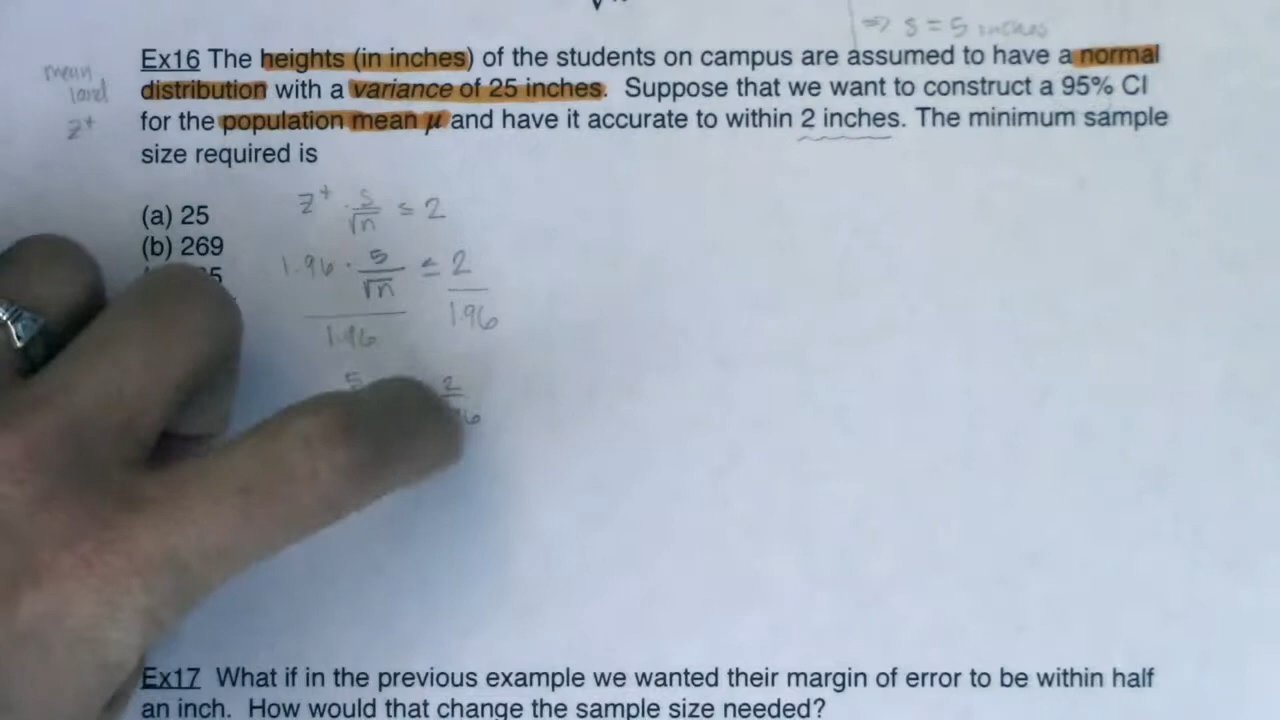 ⇒ s = 5 inches
Ex16 The heights (in inches) of the students on campus are assumed to have a normal
mean
distribution with a variance of 25 inches. Suppose that we want to construct a 95% CI
for the population mean μ and have it accurate to within 2 inches. The minimum sample
z*
size required is
z* · s/√n ≤ 2
(a) 25
(b) 269
5
1.96 · 5/√n ≤ 2
1.96 1.96
5 2
6
Ex17 What if in the previous example we wanted their margin of error to be within half
an inch. How would that change the sample size needed?